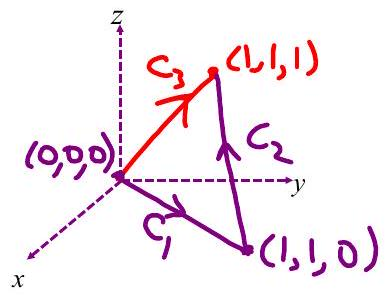 z
(1,1,1)
C3
(0,0,0)
C2
y
C1
(1,1,0)
x